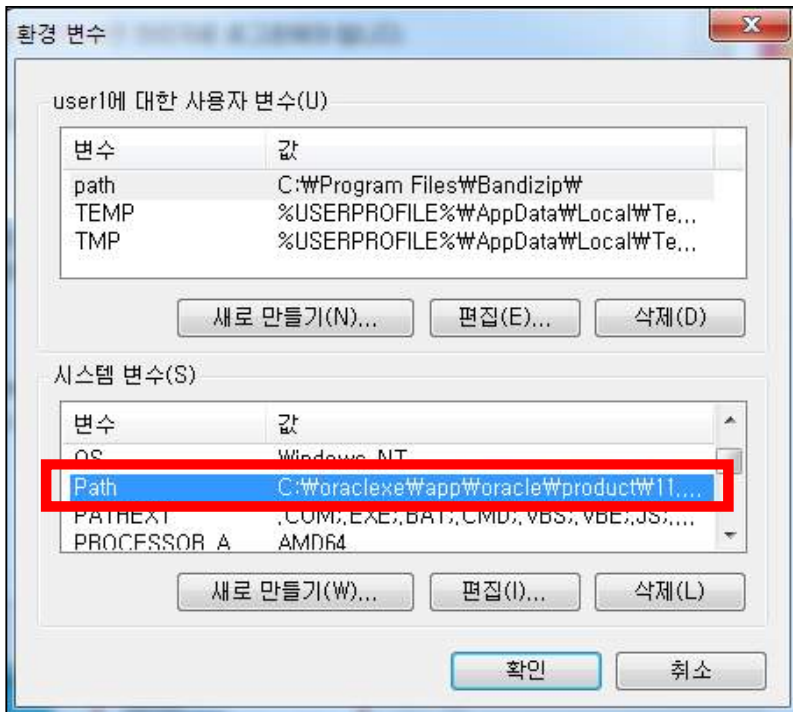 환경 변수
user1에 대한 사용자 변수(U)
변수 값
path C:₩Program Files₩Bandizip₩
TEMP %USERPROFILE%₩AppData₩Local₩Te...
TMP %USERPROFILE%₩AppData₩Local₩Te...
새로 만들기(N)... 편집(E)... 삭제(D)
시스템 변수(S)
변수 값
OS Windows_NT
Path C:₩oraclexe₩app₩oracle₩product₩11....
PATHEXT .COM;.EXE;.BAT;.CMD;.VBS;.VBE;.JS;....
PROCESSOR_A... AMD64
새로 만들기(W)... 편집(I)... 삭제(L)
확인 취소